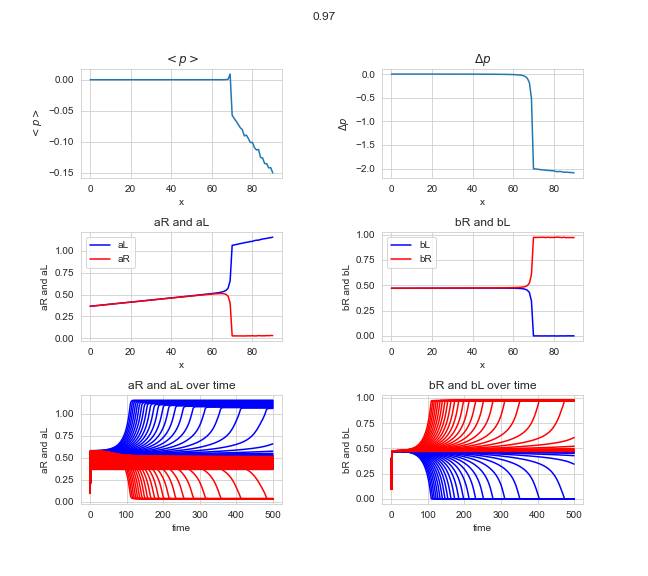 0.97
< p >
0.00
−0.05
−0.10
−0.15
< p >
0 20 40 60 80
x
Δp
0.0
−0.5
−1.0
−1.5
−2.0
Δp
0 20 40 60 80
x
aR and aL
1.00
0.75
0.50
0.25
0.00
aR and aL
aL
aR
0 20 40 60 80
x
bR and bL
1.00
0.75
0.50
0.25
0.00
bR and bL
bL
bR
0 20 40 60 80
x
aR and aL over time
1.00
0.75
0.50
0.25
0.00
aR and aL
0 100 200 300 400 500
time
bR and bL over time
1.00
0.75
0.50
0.25
0.00
bR and bL
0 100 200 300 400 500
time